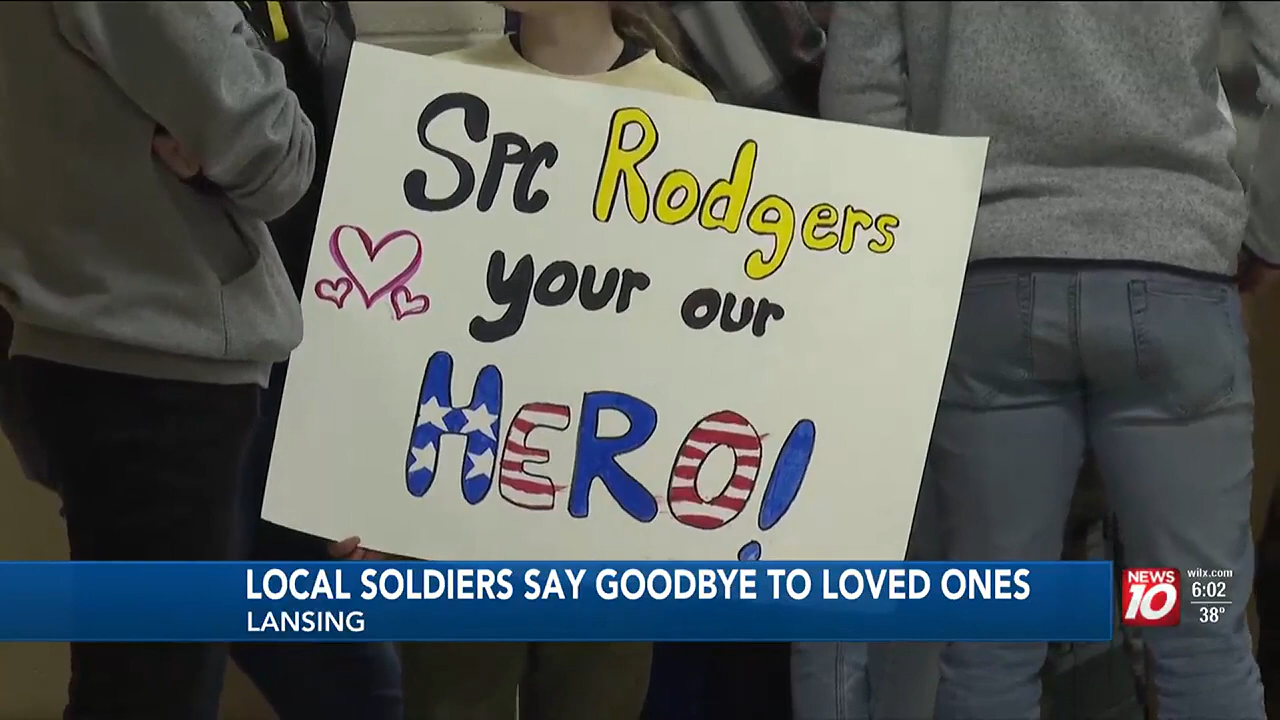 SPC Rodgers
your our
HERO!
LOCAL SOLDIERS SAY GOODBYE TO LOVED ONES
LANSING
NEWS
10
wilx.com
6:02
38°